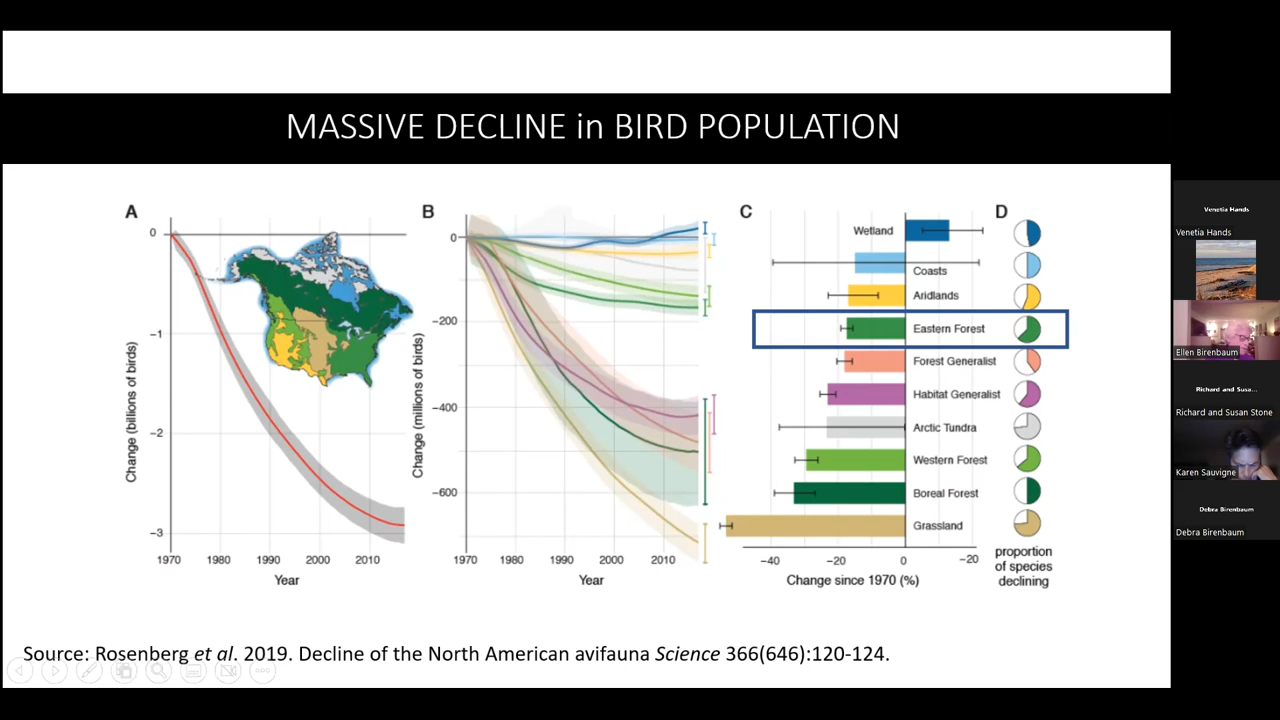 MASSIVE DECLINE in BIRD POPULATION
A
0
−1
−2
−3
Change (billions of birds)
1970
1980
1990
2000
2010
Year
B
0
−200
−400
−600
Change (millions of birds)
1970
1980
1990
2000
2010
Year
C
Wetland
Coasts
Aridlands
Eastern Forest
Forest Generalist
Habitat Generalist
Arctic Tundra
Western Forest
Boreal Forest
Grassland
−40
−20
0
−20
Change since 1970 (%)
D
proportion
of species
declining
Source: Rosenberg et al. 2019. Decline of the North American avifauna Science 366(646):120-124.
Venetia Hands
Venetia Hands
Ellen Birenbaum
Richard and Susa...
Richard and Susan Stone
Karen Sauvigne
Debra Birenbaum
Debra Birenbaum